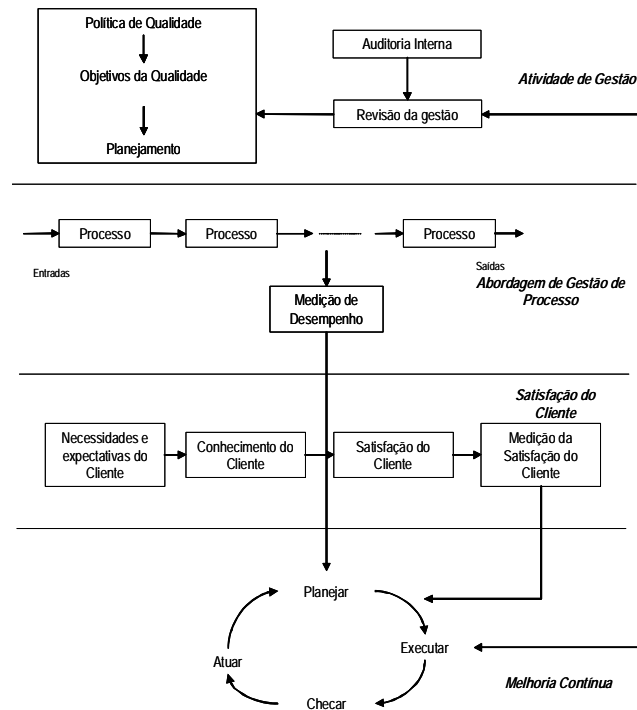 Política de Qualidade
Objetivos da Qualidade
Planejamento
Auditoria Interna
Revisão da gestão
Atividade de Gestão
Processo
Processo
Processo
Entradas
Saídas
Abordagem de Gestão de
Processo
Medição de
Desempenho
Satisfação do
Cliente
Necessidades e
expectativas do
Cliente
Conhecimento do
Cliente
Satisfação do
Cliente
Medição da
Satisfação do
Cliente
Planejar
Executar
Atuar
Checar
Melhoria Contínua